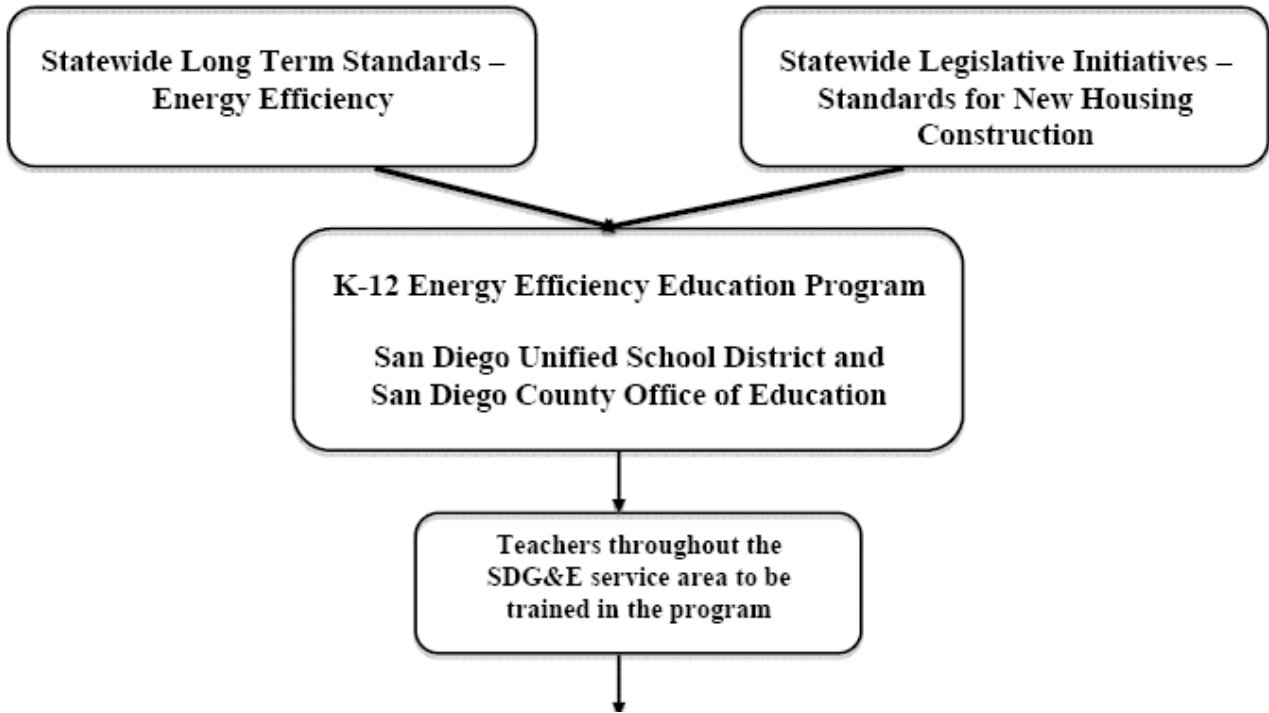 Statewide Long Term Standards –
Energy Efficiency
Statewide Legislative Initiatives –
Standards for New Housing
Construction
K-12 Energy Efficiency Education Program
San Diego Unified School District and
San Diego County Office of Education
Teachers throughout the
SDG&E service area to be
trained in the program